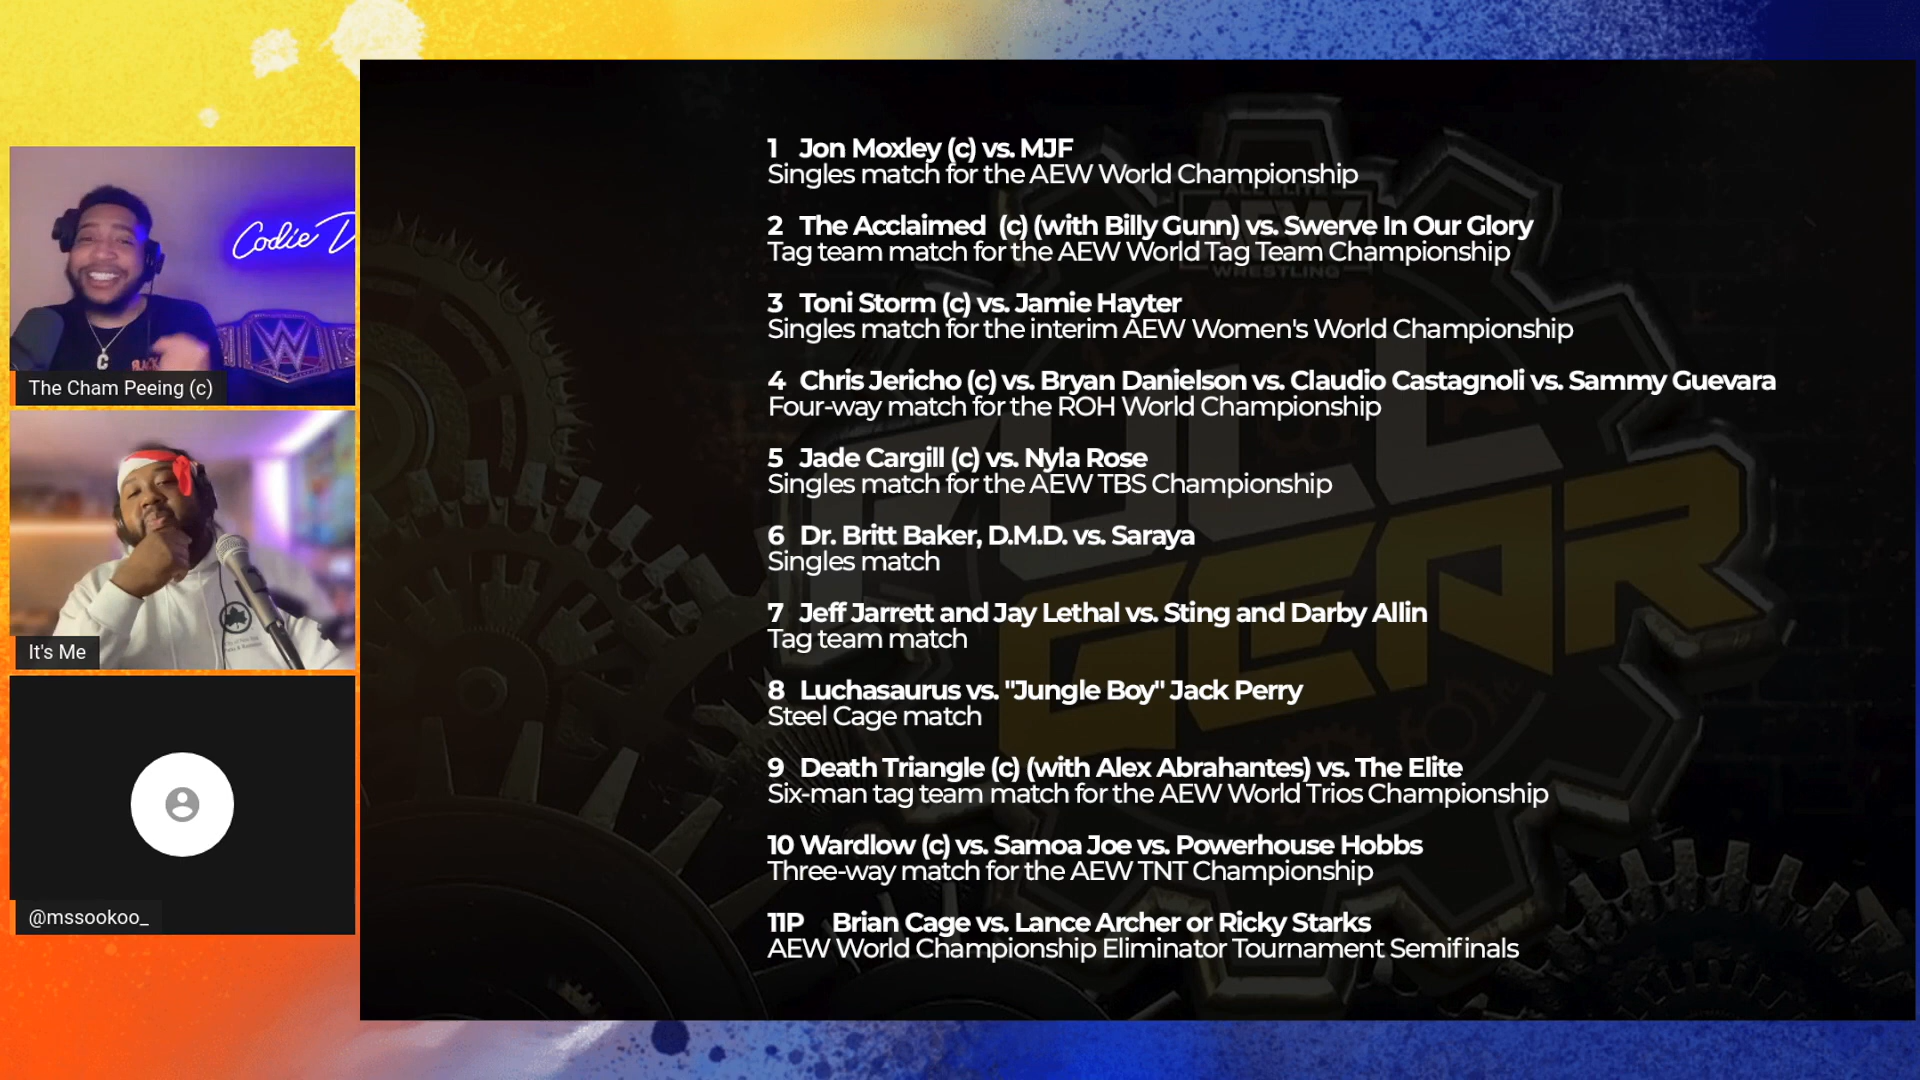 Codie D
The Cham Peeing (c)
It's Me
@mssookoo_
1 Jon Moxley (c) vs. MJF
Singles match for the AEW World Championship
2 The Acclaimed (c) (with Billy Gunn) vs. Swerve In Our Glory
Tag team match for the AEW World Tag Team Championship
3 Toni Storm (c) vs. Jamie Hayter
Singles match for the interim AEW Women's World Championship
4 Chris Jericho (c) vs. Bryan Danielson vs. Claudio Castagnoli vs. Sammy Guevara
Four-way match for the ROH World Championship
5 Jade Cargill (c) vs. Nyla Rose
Singles match for the AEW TBS Championship
6 Dr. Britt Baker, D.M.D. vs. Saraya
Singles match
7 Jeff Jarrett and Jay Lethal vs. Sting and Darby Allin
Tag team match
8 Luchasaurus vs. "Jungle Boy" Jack Perry
Steel Cage match
9 Death Triangle (c) (with Alex Abrahantes) vs. The Elite
Six-man tag team match for the AEW World Trios Championship
10 Wardlow (c) vs. Samoa Joe vs. Powerhouse Hobbs
Three-way match for the AEW TNT Championship
11P Brian Cage vs. Lance Archer or Ricky Starks
AEW World Championship Eliminator Tournament Semifinals
ALL ELITE
AEW
WRESTLING
FULL
GEAR